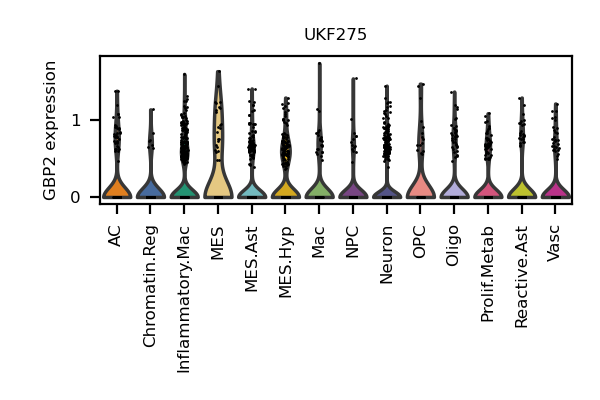 UKF275
GBP2 expression
1
0
AC
Chromatin.Reg
Inflammatory.Mac
MES
MES.Ast
MES.Hyp
Mac
NPC
Neuron
OPC
Oligo
Prolif.Metab
Reactive.Ast
Vasc